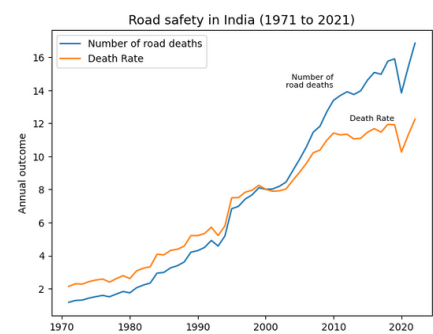 Road safety in India (1971 to 2021)
Number of road deaths
Death Rate
Number of
road deaths
Death Rate
Annual outcome
16
14
12
10
8
6
4
2
1970
1980
1990
2000
2010
2020